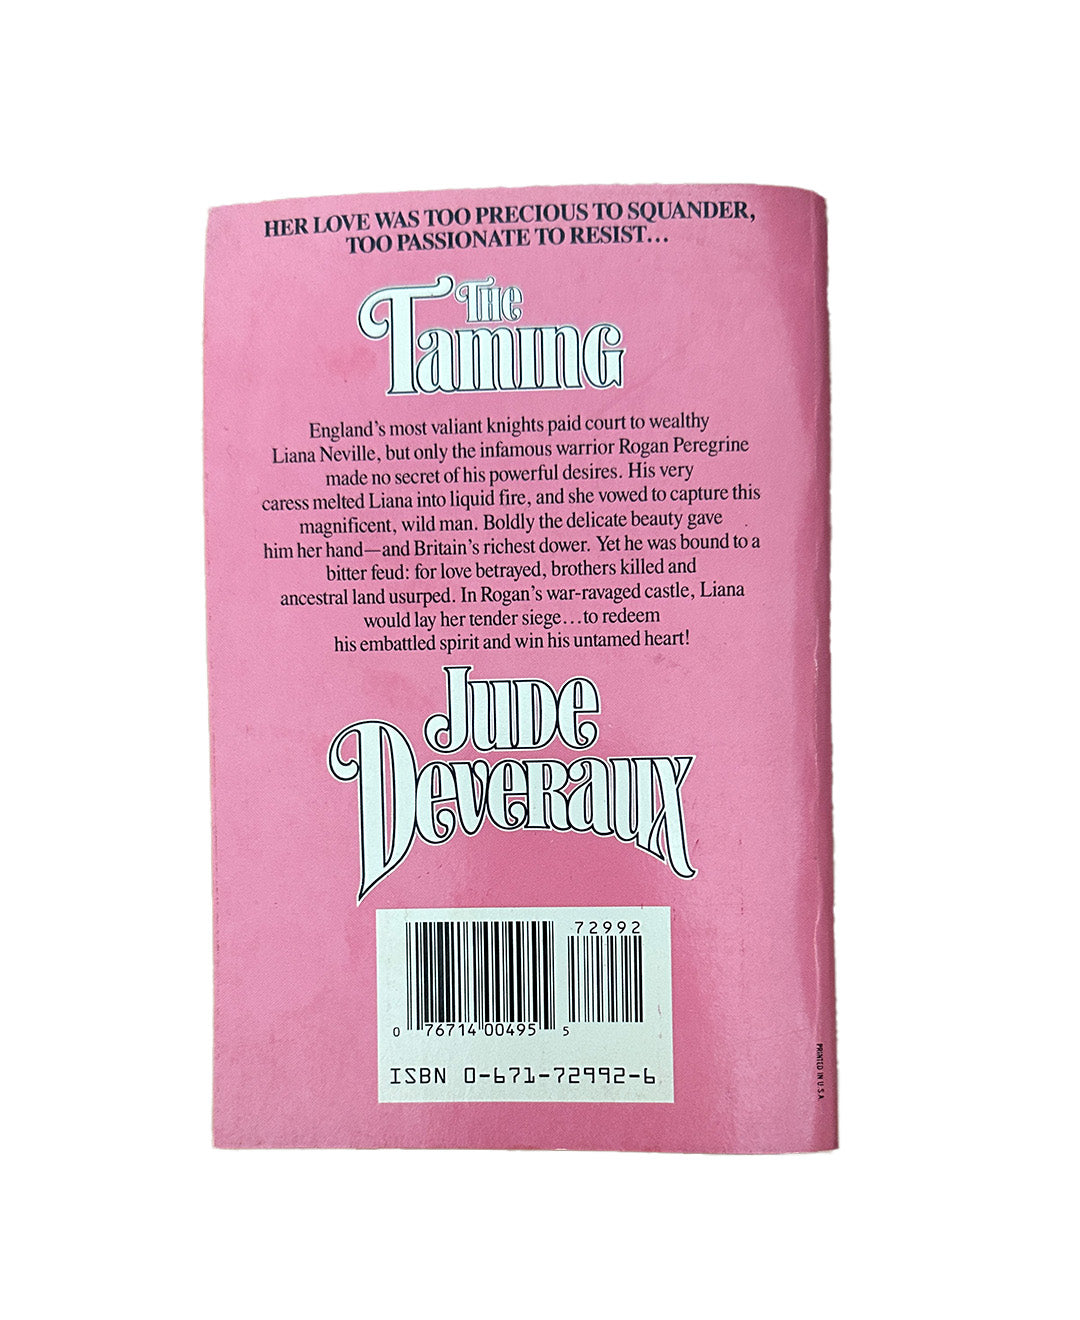 HER LOVE WAS TOO PRECIOUS TO SQUANDER,
TOO PASSIONATE TO RESIST...
The
Taming
England's most valiant knights paid court to wealthy
Liana Neville, but only the infamous warrior Rogan Peregrine
made no secret of his powerful desires. His very
caress melted Liana into liquid fire, and she vowed to capture this
magnificent, wild man. Boldly the delicate beauty gave
him her hand—and Britain's richest dower. Yet he was bound to a
bitter feud: for love betrayed, brothers killed and
ancestral land usurped. In Rogan's war-ravaged castle, Liana
would lay her tender siege...to redeem
his embattled spirit and win his untamed heart!
Jude
Deveraux
72992
0 76714 00495 5
ISBN 0-671-72992-6
PRINTED IN U.S.A.